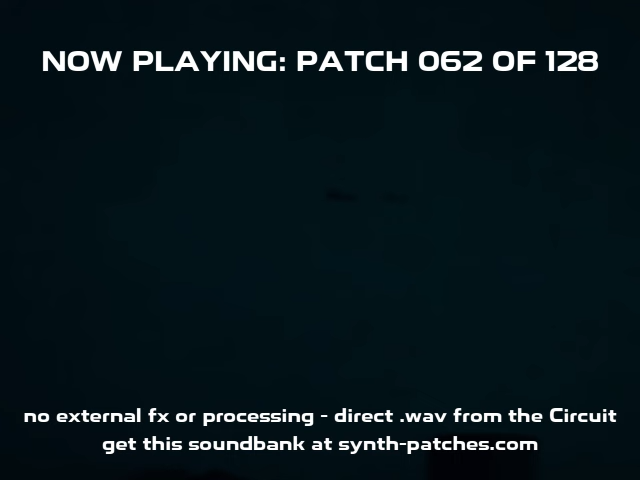 NOW PLAYING: PATCH 062 OF 128
no external fx or processing - direct .wav from the Circuit
get this soundbank at synth-patches.com